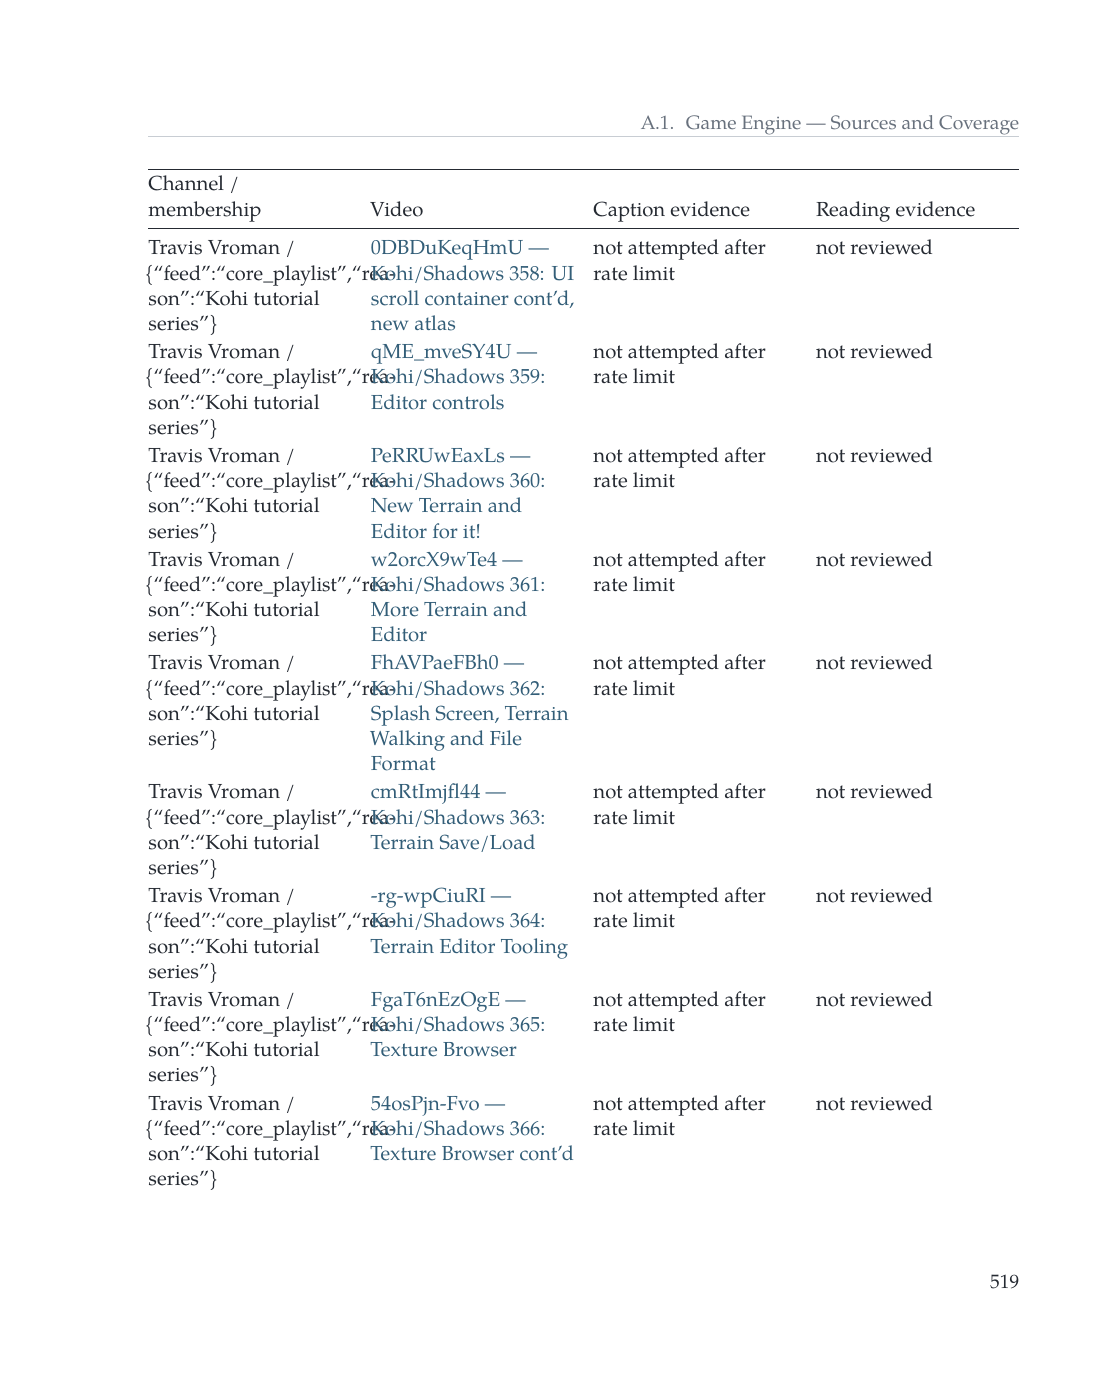 A.1. Game Engine — Sources and Coverage
Channel /
membership Video Caption evidence Reading evidence
Travis Vroman / 0DBDuKeqHmU — not attempted after not reviewed
{“feed”:“core_playlist”,“rea- Kohi/Shadows 358: UI rate limit
son”:“Kohi tutorial scroll container cont’d,
series”} new atlas
Travis Vroman / qME_mveSY4U — not attempted after not reviewed
{“feed”:“core_playlist”,“rea- Kohi/Shadows 359: rate limit
son”:“Kohi tutorial Editor controls
series”}
Travis Vroman / PeRRUwEaxLs — not attempted after not reviewed
{“feed”:“core_playlist”,“rea- Kohi/Shadows 360: rate limit
son”:“Kohi tutorial New Terrain and
series”} Editor for it!
Travis Vroman / w2orcX9wTe4 — not attempted after not reviewed
{“feed”:“core_playlist”,“rea- Kohi/Shadows 361: rate limit
son”:“Kohi tutorial More Terrain and
series”} Editor
Travis Vroman / FhAVPaeFBh0 — not attempted after not reviewed
{“feed”:“core_playlist”,“rea- Kohi/Shadows 362: rate limit
son”:“Kohi tutorial Splash Screen, Terrain
series”} Walking and File
Format
Travis Vroman / cmRtImjfl44 — not attempted after not reviewed
{“feed”:“core_playlist”,“rea- Kohi/Shadows 363: rate limit
son”:“Kohi tutorial Terrain Save/Load
series”}
Travis Vroman / -rg-wpCiuRI — not attempted after not reviewed
{“feed”:“core_playlist”,“rea- Kohi/Shadows 364: rate limit
son”:“Kohi tutorial Terrain Editor Tooling
series”}
Travis Vroman / FgaT6nEzOgE — not attempted after not reviewed
{“feed”:“core_playlist”,“rea- Kohi/Shadows 365: rate limit
son”:“Kohi tutorial Texture Browser
series”}
Travis Vroman / 54osPjn-Fvo — not attempted after not reviewed
{“feed”:“core_playlist”,“rea- Kohi/Shadows 366: rate limit
son”:“Kohi tutorial Texture Browser cont’d
series”}
519